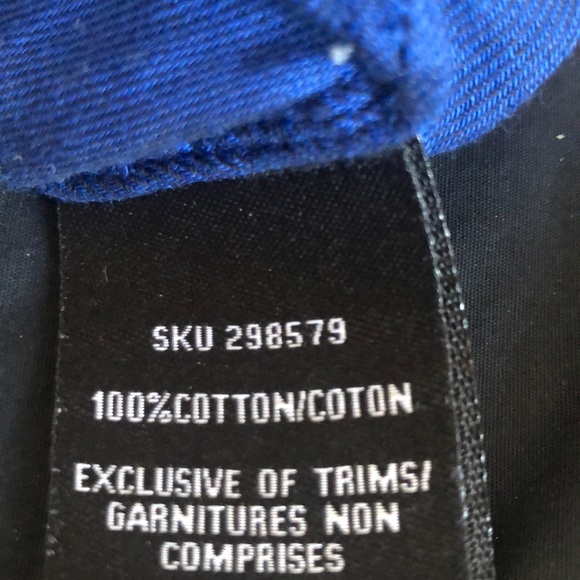 SKU 298579
100%COTTON/COTON
EXCLUSIVE OF TRIMS/
GARNITURES NON
COMPRISES